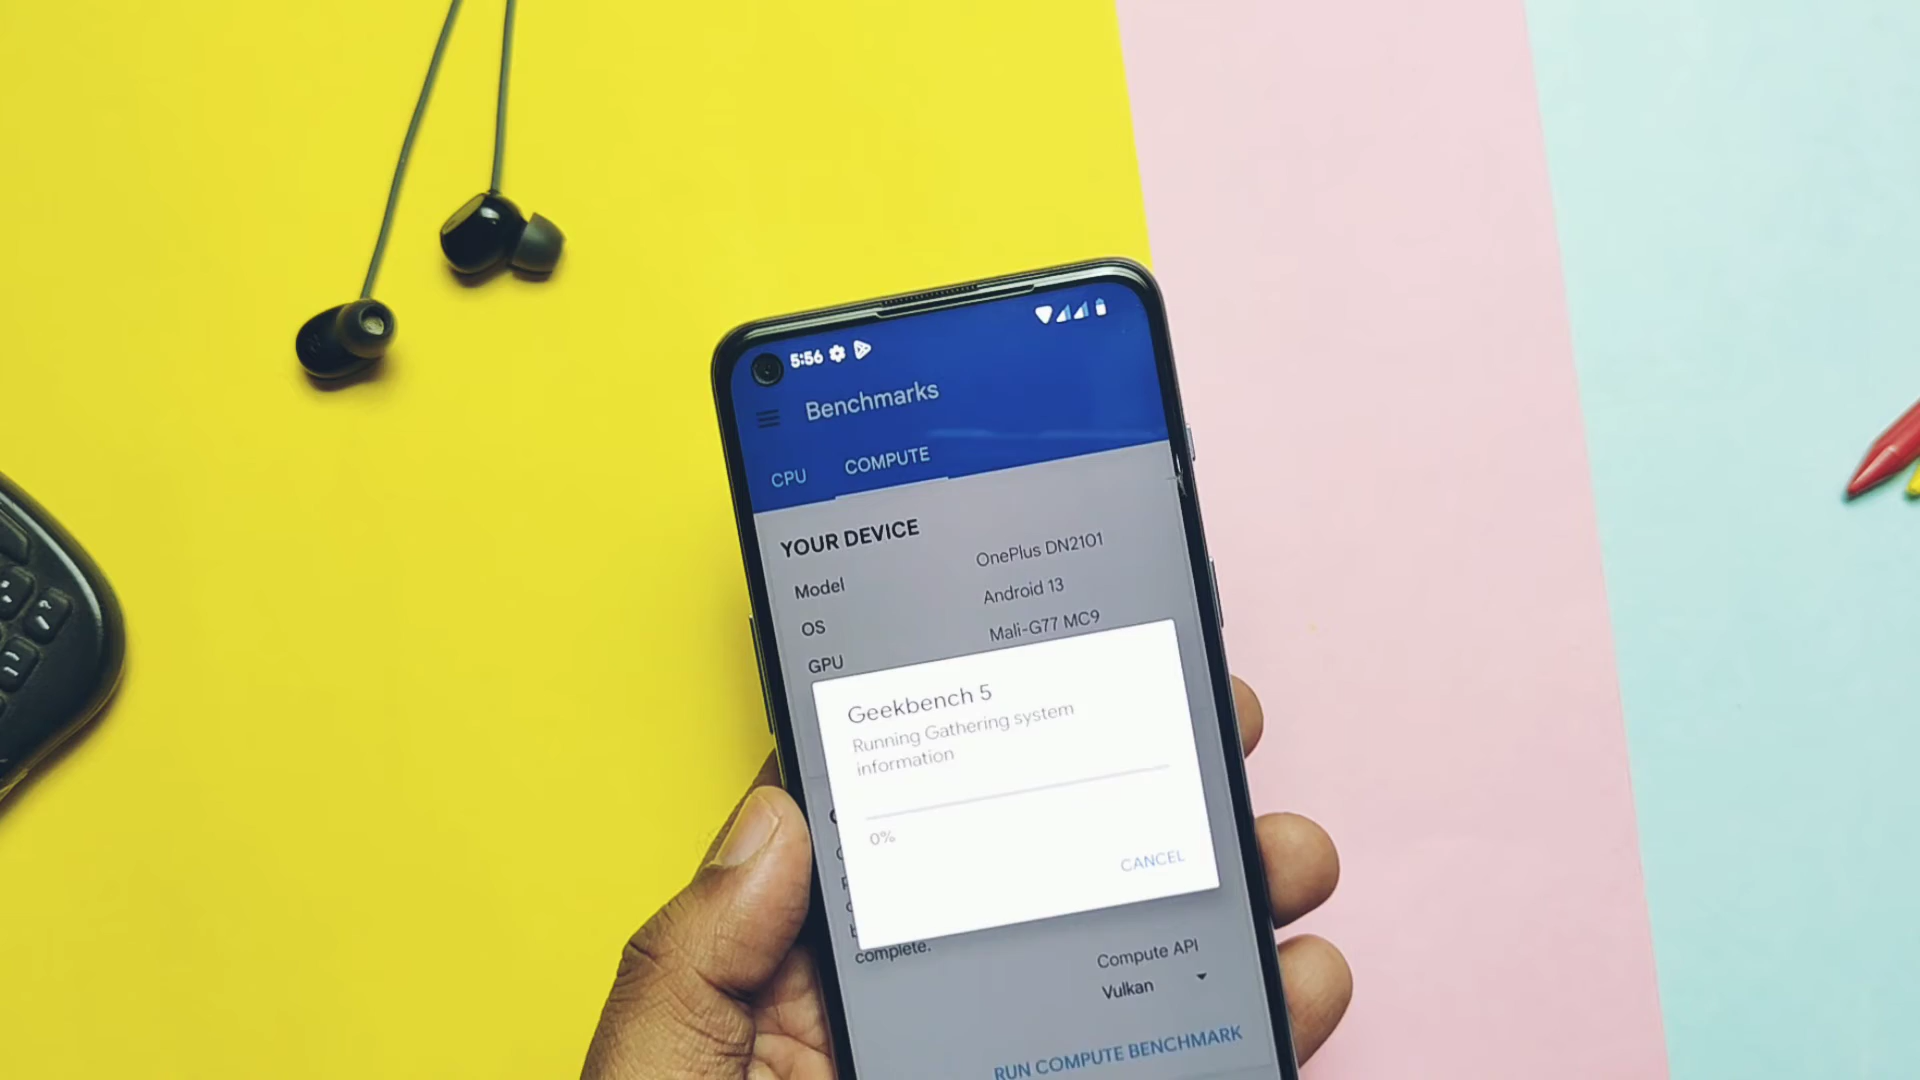 5:56
Benchmarks
CPU COMPUTE
YOUR DEVICE
Model OnePlus DN2101
OS Android 13
GPU Mali-G77 MC9
Geekbench 5
Running Gathering system
information
0%
CANCEL
complete.
Compute API
Vulkan
RUN COMPUTE BENCHMARK